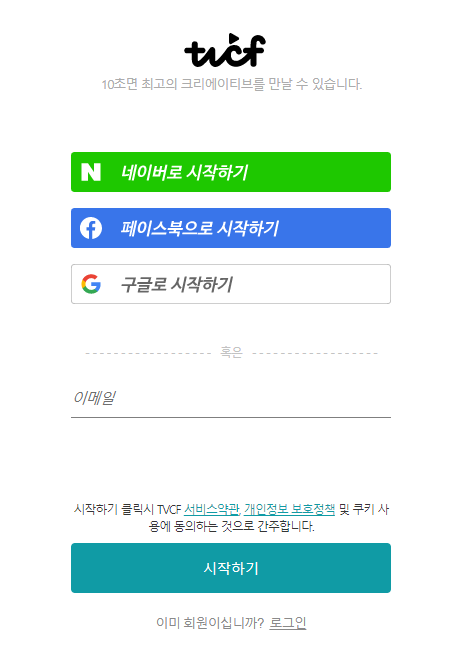 tvcf
10초면 최고의 크리에이티브를 만날 수 있습니다.
네이버로 시작하기
페이스북으로 시작하기
구글로 시작하기
혹은
이메일
시작하기 클릭시 TVCF 서비스약관, 개인정보 보호정책 및 쿠키 사
용에 동의하는 것으로 간주합니다.
시작하기
이미 회원이십니까? 로그인